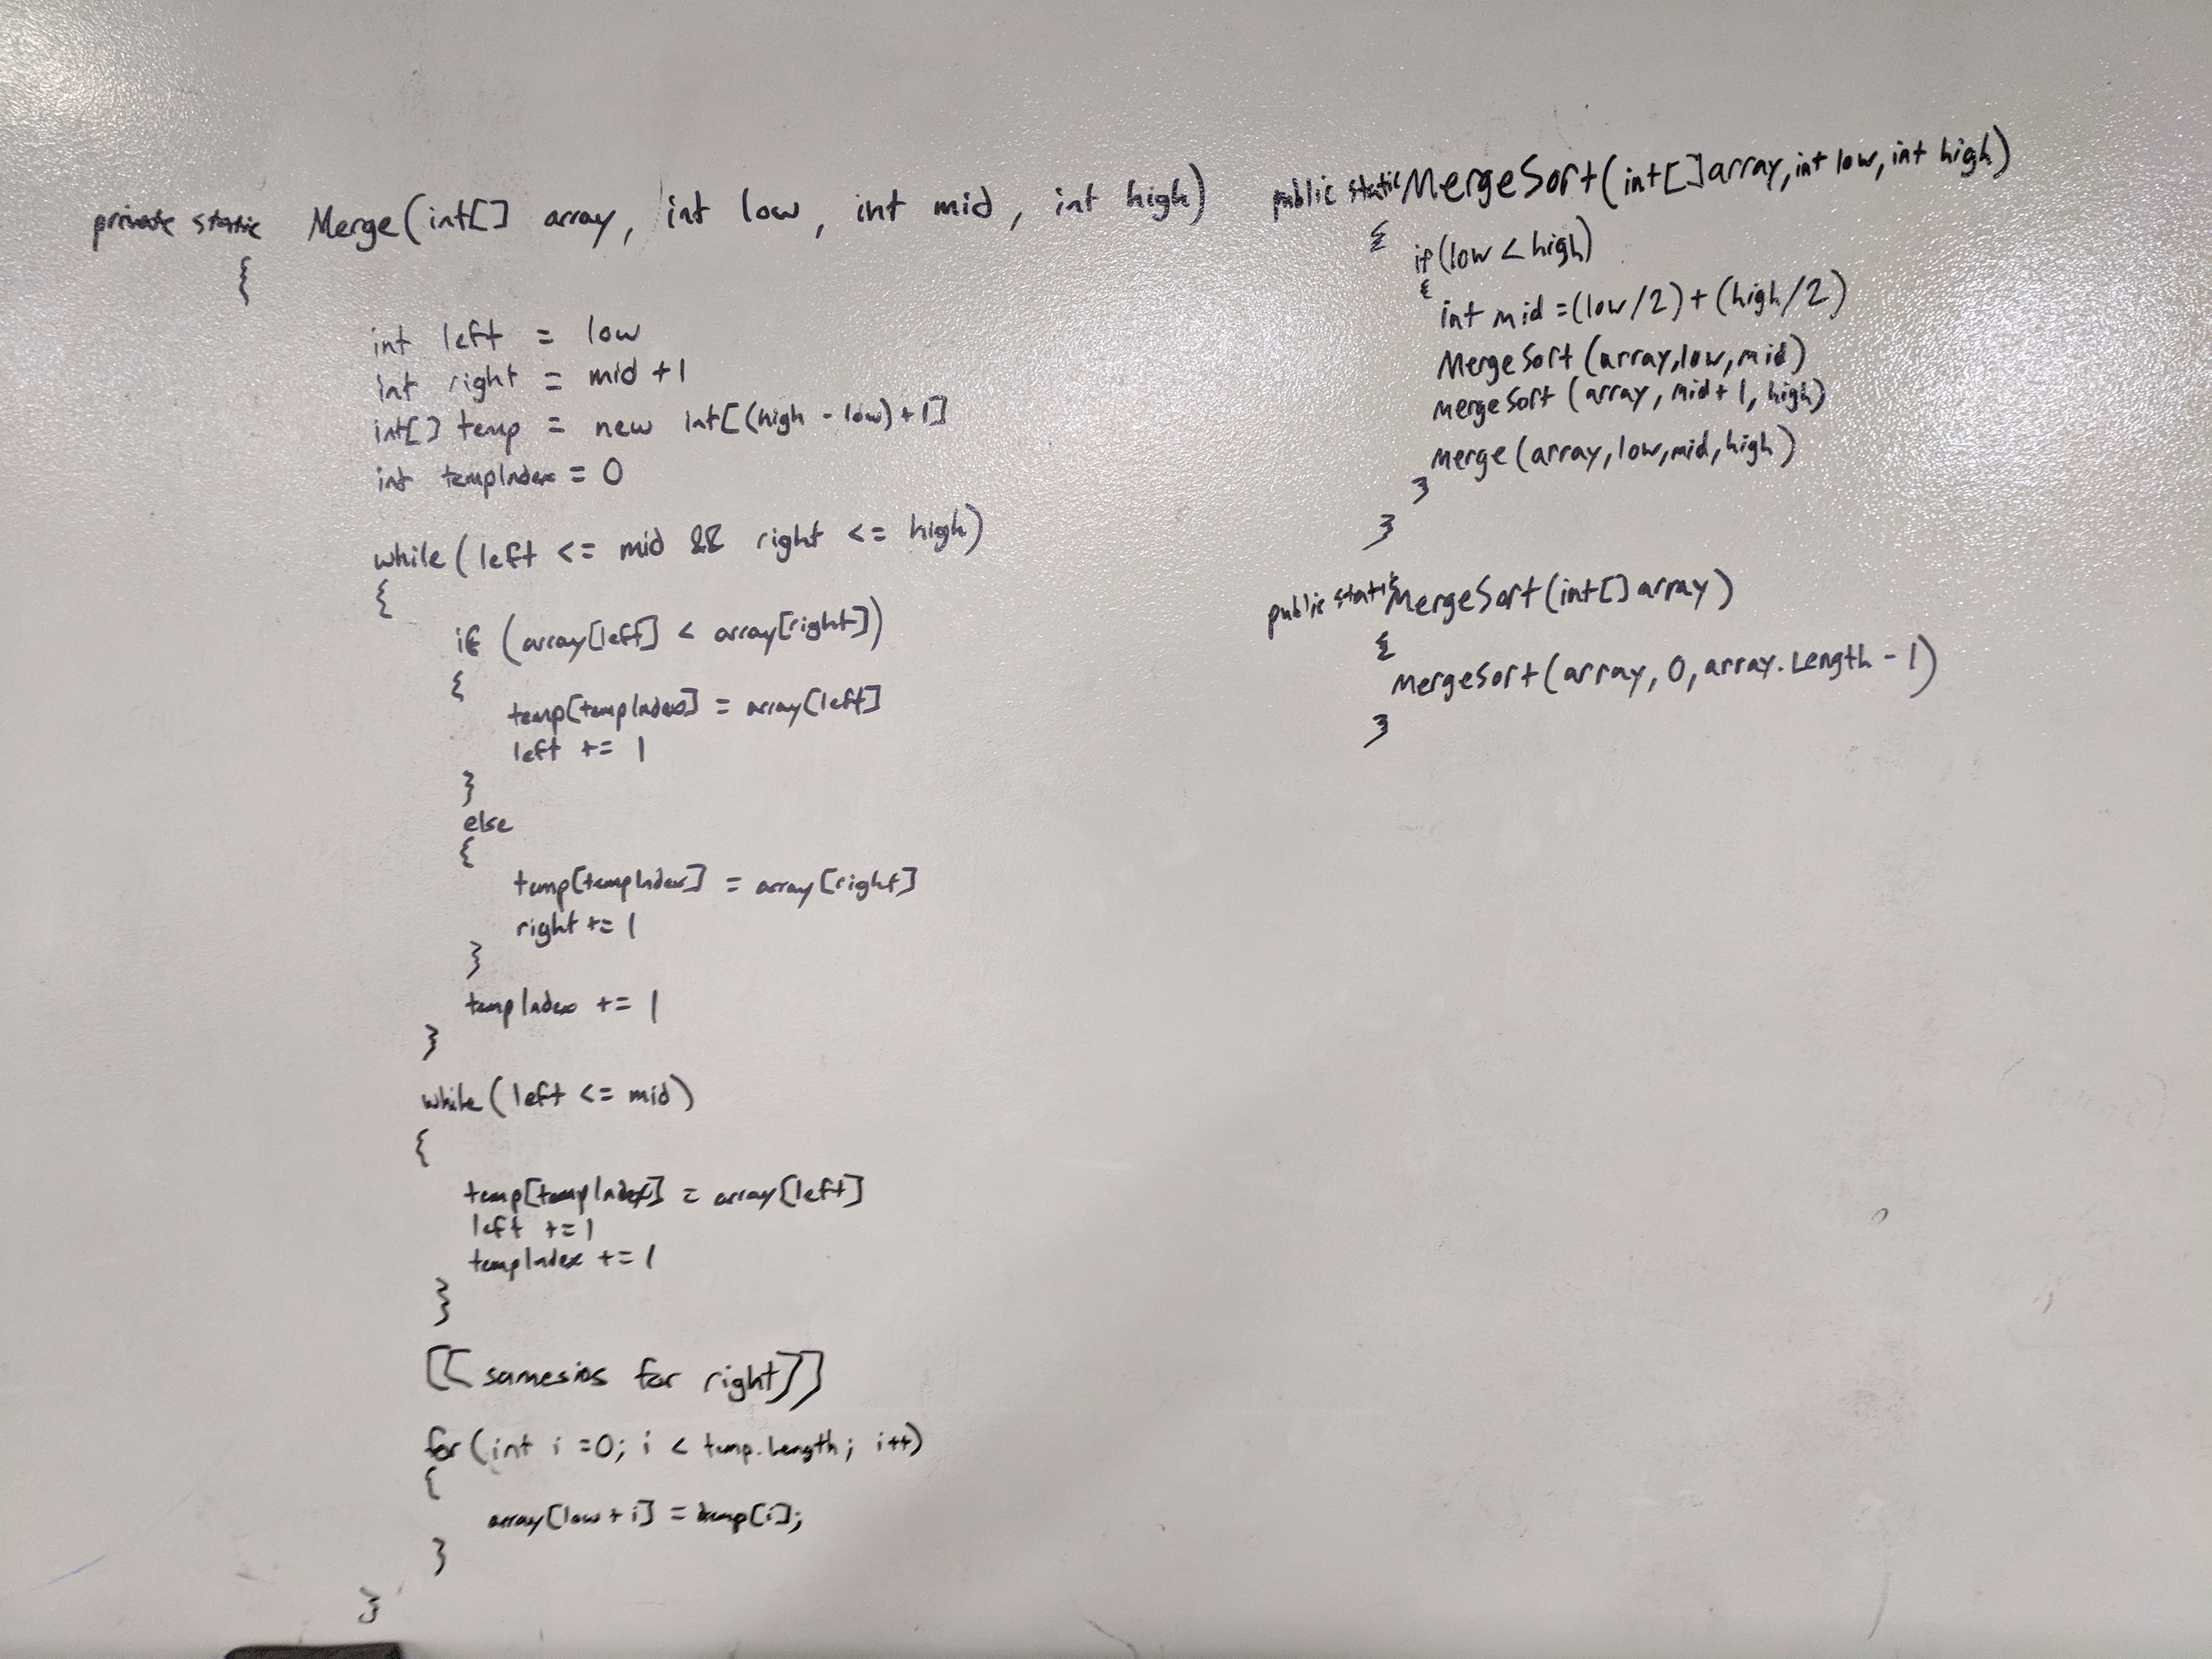 private static Merge(int[] array, int low, int mid, int high)
{
int left = low
int right = mid +1
int[] temp = new int[(high - low)+1]
int tempIndex = 0
while(left <= mid && right <= high)
{
if (array[left] < array[right])
{
temp[tempIndex] = array[left]
left += 1
}
else
{
temp[tempIndex] = array[right]
right += 1
}
tempIndex += 1
}
while(left <= mid)
{
temp[tempIndex] = array[left]
left +=1
tempIndex += 1
}
[[samesies for right]]
for(int i =0; i < temp.Length; i++)
{
array[low + i] = temp[i];
}
}
public static MergeSort(int[] array, int low, int high)
{
if(low < high)
{
int mid =(low/2)+(high/2)
MergeSort(array,low,mid)
MergeSort(array, mid+1, high)
Merge(array,low,mid,high)
}
}
public static MergeSort(int[] array)
{
MergeSort(array, 0, array.Length - 1)
}